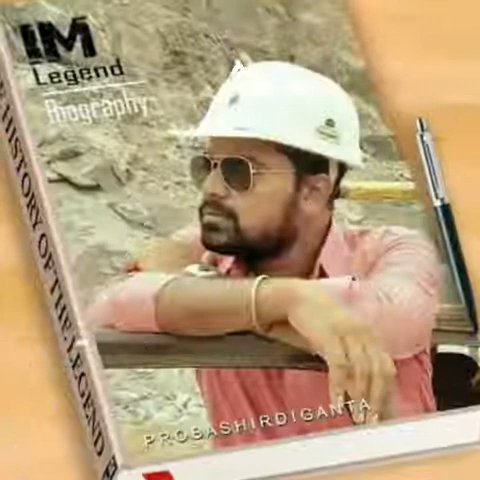 IM
Legend
Biography
HISTORY OF THE LEGEND
PROBASHIRDIGANTA